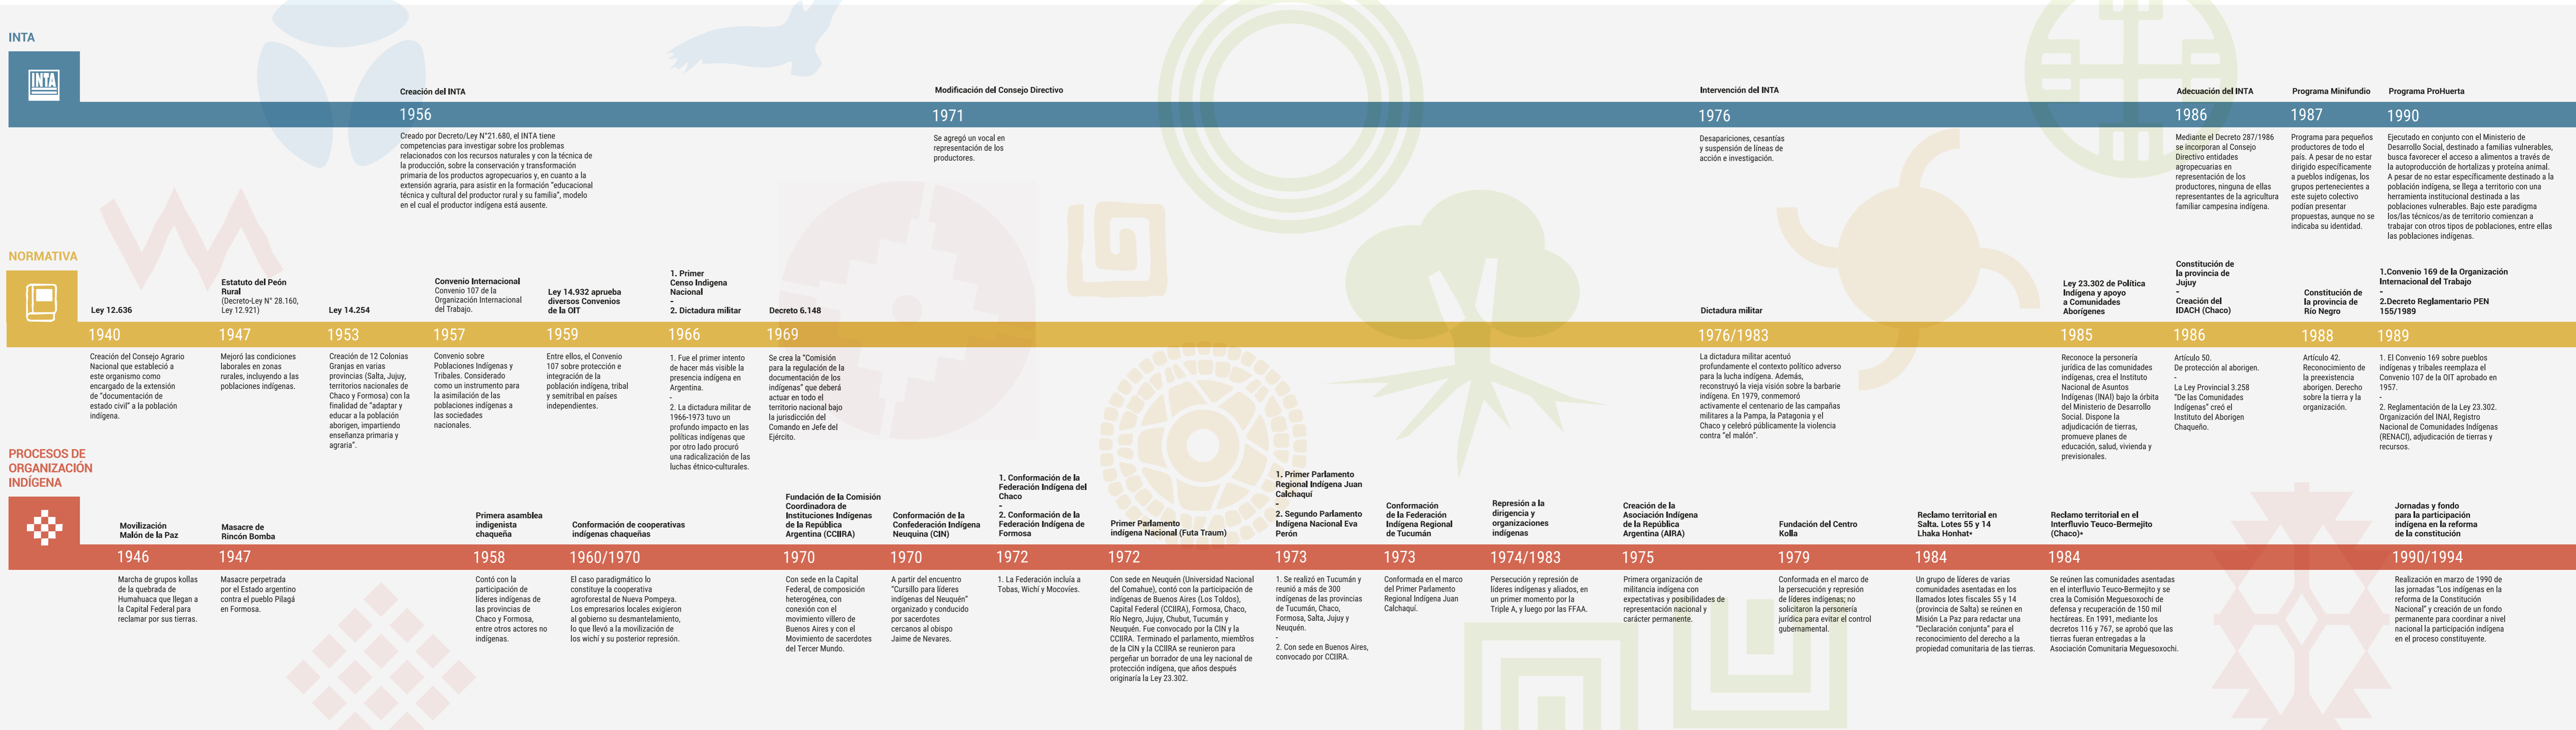 INTA
INTA
Creación del INTA
1956
Creado por Decreto/Ley N°21.680, el INTA tiene
competencias para investigar sobre los problemas
relacionados con los recursos naturales y con la técnica de
la producción, sobre la conservación y transformación
primaria de los productos agropecuarios y, en cuanto a la
extensión agraria, para asistir en la formación “educacional
técnica y cultural del productor rural y su familia”, modelo
en el cual el productor indígena está ausente.
Modificación del Consejo Directivo
1971
Se agregó un vocal en
representación de los
productores.
Intervención del INTA
1976
Desapariciones, cesantías
y suspensión de líneas de
acción e investigación.
Adecuación del INTA
1986
Mediante el Decreto 287/1986
se incorporan al Consejo
Directivo entidades
agropecuarias en
representación de los
productores, ninguna de ellas
representantes de la agricultura
familiar campesina indígena.
Programa Minifundio
1987
Programa para pequeños
productores de todo el
país. A pesar de no estar
dirigido específicamente
a pueblos indígenas, los
grupos pertenecientes a
este sujeto colectivo
podían presentar
propuestas, aunque no se
indicaba su identidad.
Programa ProHuerta
1990
Ejecutado en conjunto con el Ministerio de
Desarrollo Social, destinado a familias vulnerables,
busca favorecer el acceso a alimentos a través de
la autoproducción de hortalizas y proteína animal.
A pesar de no estar específicamente destinado a la
población indígena, se llega a territorio con una
herramienta institucional destinada a las
poblaciones vulnerables. Bajo este paradigma
los/las técnicos/as de territorio comienzan a
trabajar con otros tipos de poblaciones, entre ellas
las poblaciones indígenas.
NORMATIVA
Ley 12.636
1940
Creación del Consejo Agrario
Nacional que estableció a
este organismo como
encargado de la extensión
de “documentación de
estado civil” a la población
indígena.
Estatuto del Peón
Rural
(Decreto-Ley N° 28.160,
Ley 12.921)
1947
Mejoró las condiciones
laborales en zonas
rurales, incluyendo a las
poblaciones indígenas.
Ley 14.254
1953
Creación de 12 Colonias
Granjas en varias
provincias (Salta, Jujuy,
territorios nacionales de
Chaco y Formosa) con la
finalidad de “adaptar y
educar a la población
aborigen, impartiendo
enseñanza primaria y
agraria”.
Convenio Internacional
Convenio 107 de la
Organización Internacional
del Trabajo.
1957
Convenio sobre
Poblaciones Indígenas y
Tribales. Considerado
como un instrumento para
la asimilación de las
poblaciones indígenas a
las sociedades
nacionales.
Ley 14.932 aprueba
diversos Convenios
de la OIT
1959
Entre ellos, el Convenio
107 sobre protección e
integración de la
población indígena, tribal
y semitribal en países
independientes.
1. Primer
Censo Indígena
Nacional
-
2. Dictadura militar
1966
1. Fue el primer intento
de hacer más visible la
presencia indígena en
Argentina.
-
2. La dictadura militar de
1966-1973 tuvo un
profundo impacto en las
políticas indígenas que
por otro lado procuró
una radicalización de las
luchas étnico-culturales.
Decreto 6.148
1969
Se crea la “Comisión
para la regulación de la
documentación de los
indígenas” que deberá
actuar en todo el
territorio nacional bajo
la jurisdicción del
Comando en Jefe del
Ejército.
Dictadura militar
1976/1983
La dictadura militar acentuó
profundamente el contexto político adverso
para la lucha indígena. Además,
reconstruyó la vieja visión sobre la barbarie
indígena. En 1979, conmemoró
activamente el centenario de las campañas
militares a la Pampa, la Patagonia y el
Chaco y celebró públicamente la violencia
contra “el malón”.
Ley 23.302 de Política
Indígena y apoyo
a Comunidades
Aborígenes
1985
Reconoce la personería
jurídica de las comunidades
indígenas, crea el Instituto
Nacional de Asuntos
Indígenas (INAI) bajo la órbita
del Ministerio de Desarrollo
Social. Dispone la
adjudicación de tierras,
promueve planes de
educación, salud, vivienda y
previsionales.
Constitución de
la provincia de
Jujuy
-
Creación del
IDACH (Chaco)
1986
Artículo 50.
De protección al aborigen.
-
La Ley Provincial 3.258
“De las Comunidades
Indígenas” creó el
Instituto del Aborigen
Chaqueño.
Constitución de
la provincia de
Río Negro
1988
Artículo 42.
Reconocimiento de
la preexistencia
aborigen. Derecho
sobre la tierra y la
organización.
1.Convenio 169 de la Organización
Internacional del Trabajo
-
2.Decreto Reglamentario PEN
155/1989
1989
1. El Convenio 169 sobre pueblos
indígenas y tribales reemplaza el
Convenio 107 de la OIT aprobado en
1957.
-
2. Reglamentación de la Ley 23.302.
Organización del INAI, Registro
Nacional de Comunidades Indígenas
(RENACI), adjudicación de tierras y
recursos.
PROCESOS DE
ORGANIZACIÓN
INDÍGENA
Movilización
Malón de la Paz
1946
Marcha de grupos kollas
de la quebrada de
Humahuaca que llegan a
la Capital Federal para
reclamar por sus tierras.
Masacre de
Rincón Bomba
1947
Masacre perpetrada
por el Estado argentino
contra el pueblo Pilagá
en Formosa.
Primera asamblea
indigenista
chaqueña
1958
Contó con la
participación de
líderes indígenas de
las provincias de
Chaco y Formosa,
entre otros actores no
indígenas.
Conformación de cooperativas
indígenas chaqueñas
1960/1970
El caso paradigmático lo
constituye la cooperativa
agroforestal de Nueva Pompeya.
Los empresarios locales exigieron
al gobierno su desmantelamiento,
lo que llevó a la movilización de
los wichí y su posterior represión.
Fundación de la Comisión
Coordinadora de
Instituciones Indígenas
de la República
Argentina (CCIIRA)
1970
Con sede en la Capital
Federal, de composición
heterogénea, con
conexión con el
movimiento villero de
Buenos Aires y con el
Movimiento de sacerdotes
del Tercer Mundo.
Conformación de la
Confederación Indígena
Neuquina (CIN)
1970
A partir del encuentro
“Cursillo para líderes
indígenas del Neuquén”
organizado y conducido
por sacerdotes
cercanos al obispo
Jaime de Nevares.
1. Conformación de la
Federación Indígena del
Chaco
-
2. Conformación de la
Federación Indígena de
Formosa
1972
1. La Federación incluía a
Tobas, Wichí y Mocovíes.
Primer Parlamento
indígena Nacional (Futa Traum)
1972
Con sede en Neuquén (Universidad Nacional
del Comahue), contó con la participación de
indígenas de Buenos Aires (Los Toldos),
Capital Federal (CCIIRA), Formosa, Chaco,
Río Negro, Jujuy, Chubut, Tucumán y
Neuquén. Fue convocado por la CIN y la
CCIIRA. Terminado el parlamento, miembros
de la CIN y la CCIIRA se reunieron para
pergeñar un borrador de una ley nacional de
protección indígena, que años después
originaría la Ley 23.302.
1. Primer Parlamento
Regional Indígena Juan
Calchaquí
-
2. Segundo Parlamento
Indígena Nacional Eva
Perón
1973
1. Se realizó en Tucumán y
reunió a más de 300
indígenas de las provincias
de Tucumán, Chaco,
Formosa, Salta, Jujuy y
Neuquén.
-
2. Con sede en Buenos Aires,
convocado por CCIIRA.
Conformación
de la Federación
Indígena Regional
de Tucumán
1973
Conformada en el marco
del Primer Parlamento
Regional Indígena Juan
Calchaquí.
Represión a la
dirigencia y
organizaciones
indígenas
1974/1983
Persecución y represión de
líderes indígenas y aliados, en
un primer momento por la
Triple A, y luego por las FFAA.
Creación de la
Asociación Indígena
de la República
Argentina (AIRA)
1975
Primera organización de
militancia indígena con
expectativas y posibilidades de
representación nacional y
carácter permanente.
Fundación del Centro
Kolla
1979
Conformada en el marco de
la persecución y represión
de líderes indígenas; no
solicitaron la personería
jurídica para evitar el control
gubernamental.
Reclamo territorial en
Salta. Lotes 55 y 14
Lhaka Honhat*
1984
Un grupo de líderes de varias
comunidades asentadas en los
llamados lotes fiscales 55 y 14
(provincia de Salta) se reúnen en
Misión La Paz para redactar una
“Declaración conjunta” para el
reconocimiento del derecho a la
propiedad comunitaria de las tierras.
Reclamo territorial en el
Interfluvio Teuco-Bermejito
(Chaco)*
1984
Se reúnen las comunidades asentadas
en el interfluvio Teuco-Bermejito y se
crea la Comisión Meguesoxochi de
defensa y recuperación de 150 mil
hectáreas. En 1991, mediante los
decretos 116 y 767, se aprobó que las
tierras fueran entregadas a la
Asociación Comunitaria Meguesoxochi.
Jornadas y fondo
para la participación
indígena en la reforma
de la constitución
1990/1994
Realización en marzo de 1990 de
las jornadas “Los indígenas en la
reforma de la Constitución
Nacional” y creación de un fondo
permanente para coordinar a nivel
nacional la participación indígena
en el proceso constituyente.